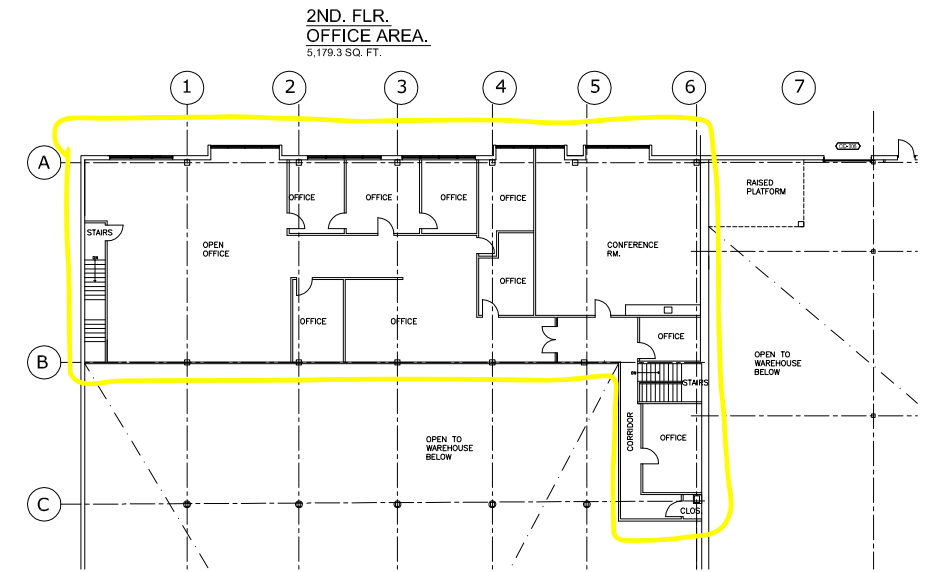 2ND. FLR.
OFFICE AREA.
5,179.3 SQ. FT.
1
2
3
4
5
6
7
A
RAISED
PLATFORM
OFFICE
OFFICE
OFFICE
OFFICE
STAIRS
DN
OPEN
OFFICE
CONFERENCE
RM.
OFFICE
OFFICE
OFFICE
OFFICE
B
OPEN TO
WAREHOUSE
BELOW
DN
STAIRS
CORRIDOR
OFFICE
OPEN TO
WAREHOUSE
BELOW
C
CLOS.